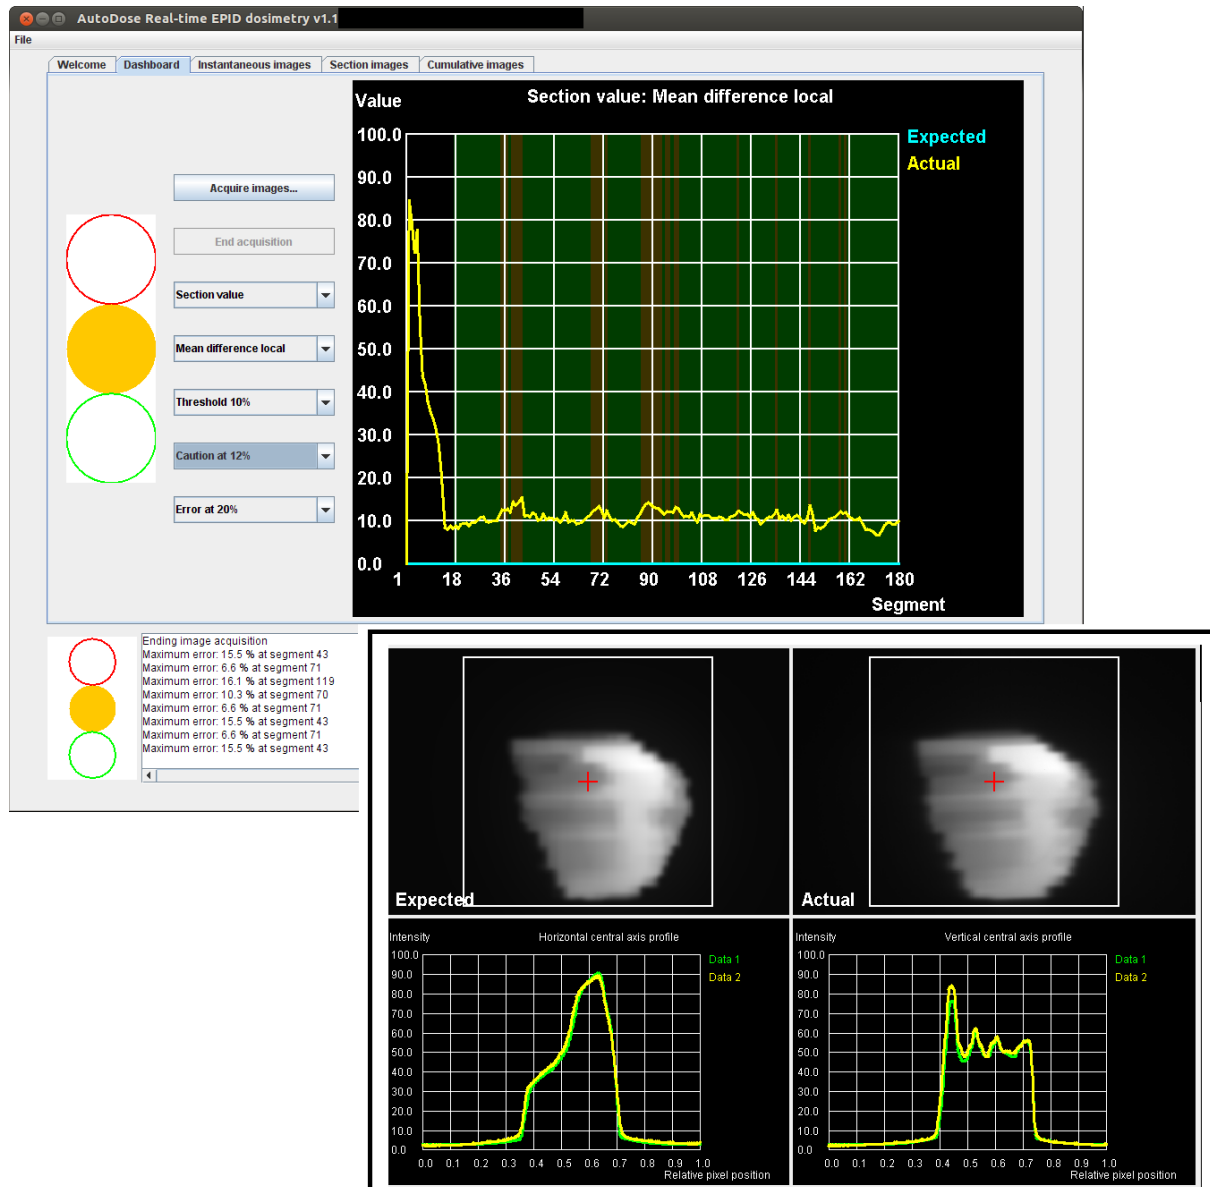 AutoDose Real-time EPID dosimetry v1.1
File
Welcome Dashboard Instantaneous images Section images Cumulative images
Section value: Mean difference local
Value
100.0
90.0
80.0
70.0
60.0
50.0
40.0
30.0
20.0
10.0
0.0
1 18 36 54 72 90 108 126 144 162 180
Segment
Expected
Actual
Acquire images...
End acquisition
Section value
Mean difference local
Threshold 10%
Caution at 12%
Error at 20%
Ending image acquisition
Maximum error: 15.5 % at segment 43
Maximum error: 6.6 % at segment 71
Maximum error: 16.1 % at segment 119
Maximum error: 10.3 % at segment 70
Maximum error: 6.6 % at segment 71
Maximum error: 15.5 % at segment 43
Maximum error: 6.6 % at segment 71
Maximum error: 15.5 % at segment 43
Expected
Actual
Intensity
Horizontal central axis profile
100.0
90.0
80.0
70.0
60.0
50.0
40.0
30.0
20.0
10.0
0.0
0.0 0.1 0.2 0.3 0.4 0.5 0.6 0.7 0.8 0.9 1.0
Relative pixel position
Data 1
Data 2
Intensity
Vertical central axis profile
100.0
90.0
80.0
70.0
60.0
50.0
40.0
30.0
20.0
10.0
0.0
0.0 0.1 0.2 0.3 0.4 0.5 0.6 0.7 0.8 0.9 1.0
Relative pixel position
Data 1
Data 2